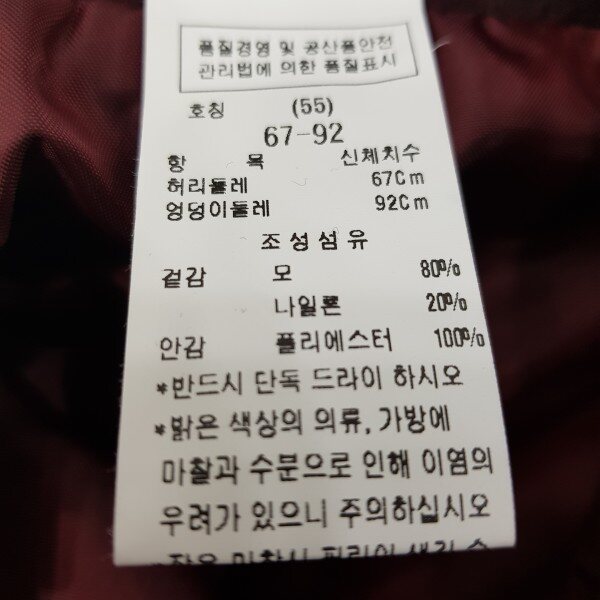 품질경영 및 공산품안전
관리법에 의한 품질표시
호칭 (55)
67-92
항 목 신체치수
허리둘레 67Cm
엉덩이둘레 92Cm
조성섬유
겉감 모 80%
나일론 20%
안감 폴리에스터 100%
*반드시 단독 드라이 하시오
*밝은 색상의 의류, 가방에
마찰과 수분으로 인해 이염의
우려가 있으니 주의하십시오